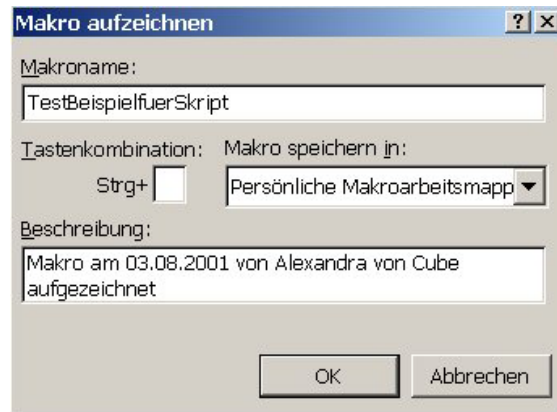 Makro aufzeichnen
Makroname:
TestBeispielfuerSkript
Tastenkombination: Makro speichern in:
Strg+ Persönliche Makroarbeitsmapp
Beschreibung:
Makro am 03.08.2001 von Alexandra von Cube
aufgezeichnet
OK Abbrechen